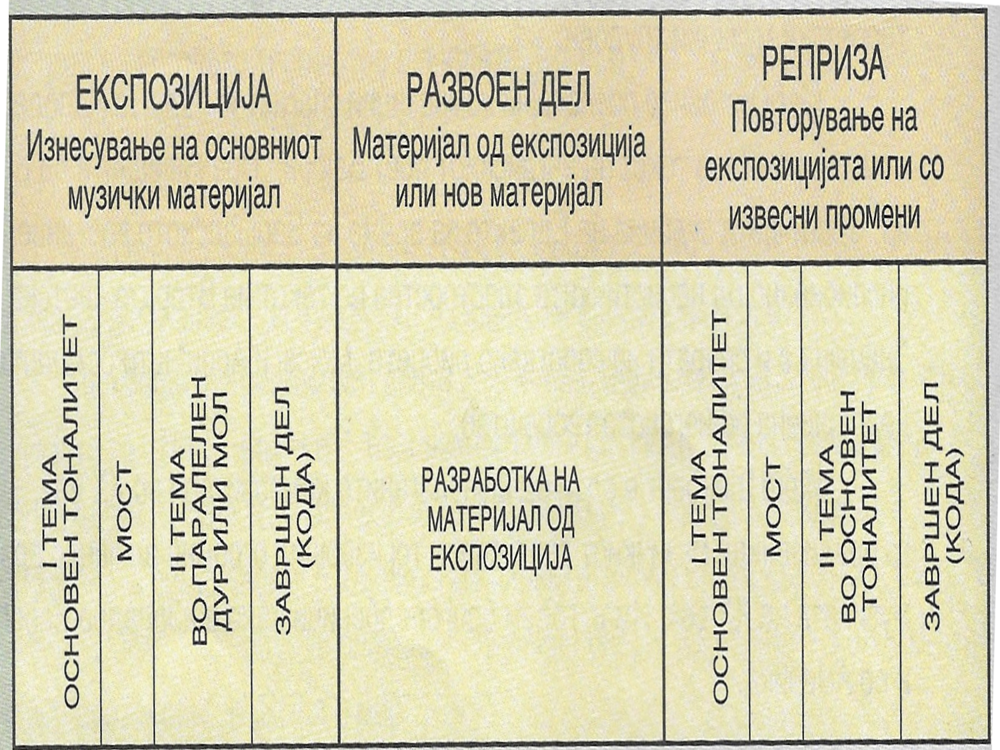 ЕКСПОЗИЦИЈА
Изнесување на основниот
музички материјал
РАЗВОЕН ДЕЛ
Материјал од експозиција
или нов материјал
РЕПРИЗА
Повторување на
експозицијата или со
извесни промени
I ТЕМА
ОСНОВЕН ТОНАЛИТЕТ
МОСТ
II ТЕМА
ВО ПАРАЛЕЛЕН
ДУР ИЛИ МОЛ
ЗАВРШЕН ДЕЛ
(КОДА)
РАЗРАБОТКА НА
МАТЕРИЈАЛ ОД
ЕКСПОЗИЦИЈА
I ТЕМА
ОСНОВЕН ТОНАЛИТЕТ
МОСТ
II ТЕМА
ВО ОСНОВЕН
ТОНАЛИТЕТ
ЗАВРШЕН ДЕЛ
(КОДА)